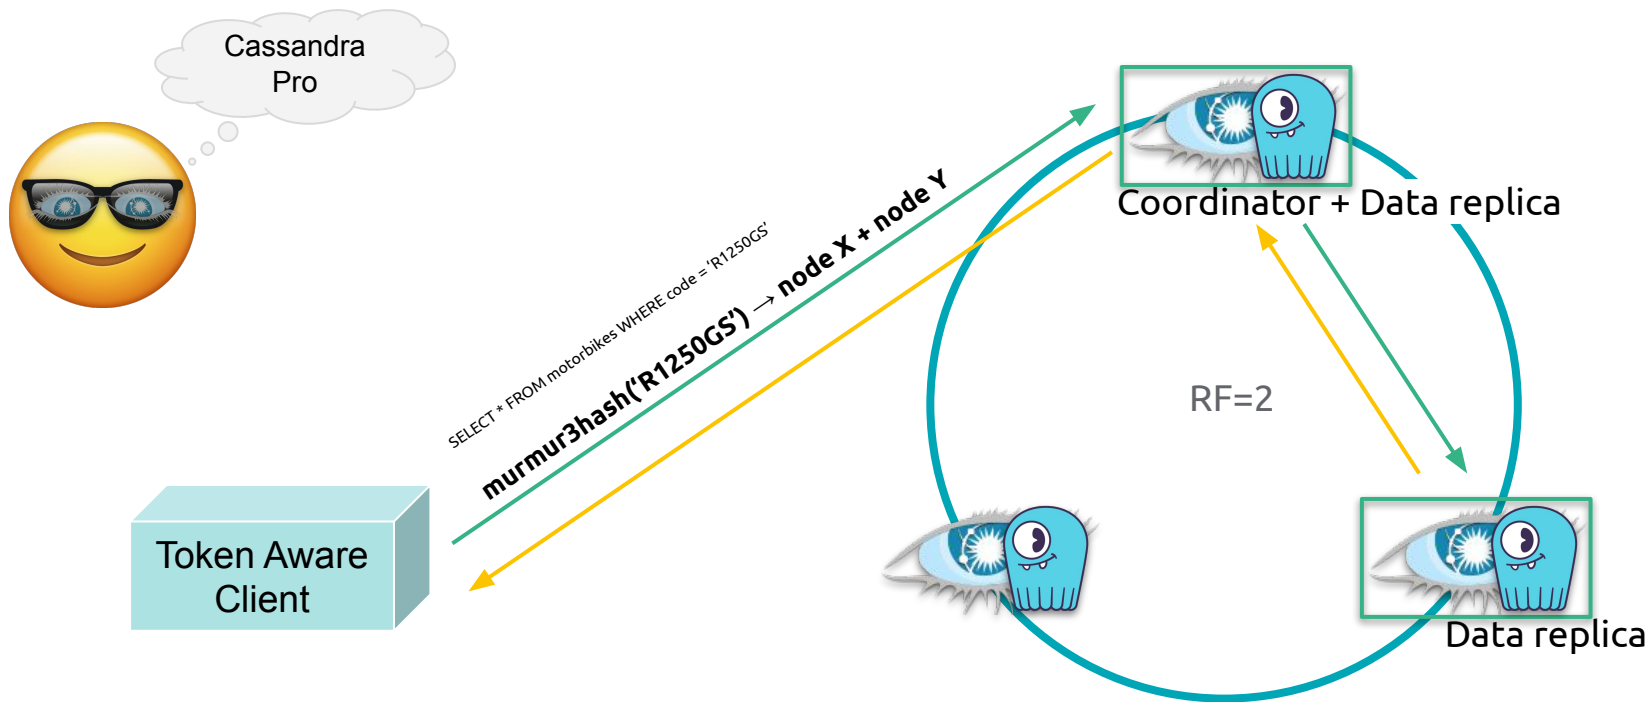 Cassandra
Pro
SELECT * FROM motorbikes WHERE code = ‘R1250GS’
murmur3hash(‘R1250GS’) → node X + node Y
Coordinator + Data replica
RF=2
Token Aware
Client
Data replica